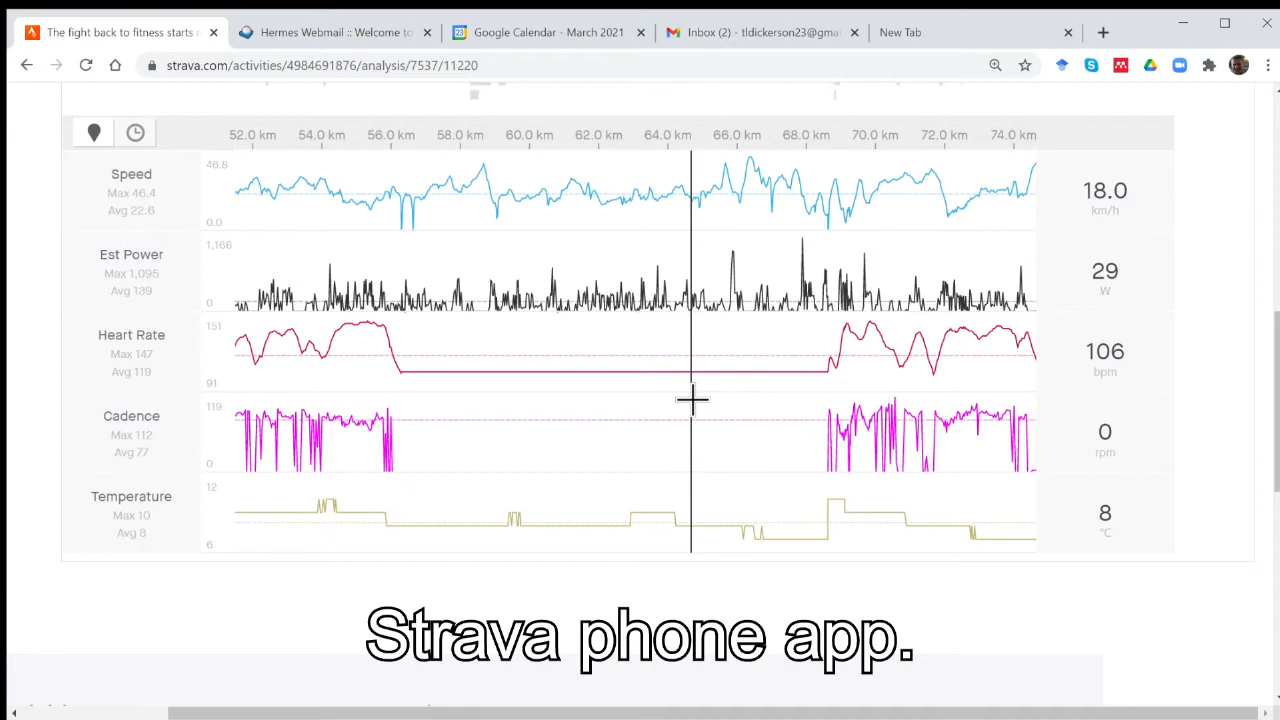 The fight back to fitness starts
Hermes Webmail :: Welcome to
Google Calendar - March 2021
Inbox (2) - tldickerson23@gmai
New Tab
strava.com/activities/4984691876/analysis/7537/11220
52.0 km 54.0 km 56.0 km 58.0 km 60.0 km 62.0 km 64.0 km 66.0 km 68.0 km 70.0 km 72.0 km 74.0 km
Speed
Max 46.4
Avg 22.6
46.8
0.0
18.0
km/h
Est Power
Max 1,095
Avg 139
1,166
0
29
W
Heart Rate
Max 147
Avg 119
151
91
106
bpm
Cadence
Max 112
Avg 77
119
0
0
rpm
Temperature
Max 10
Avg 8
12
6
8
°C
Strava phone app.